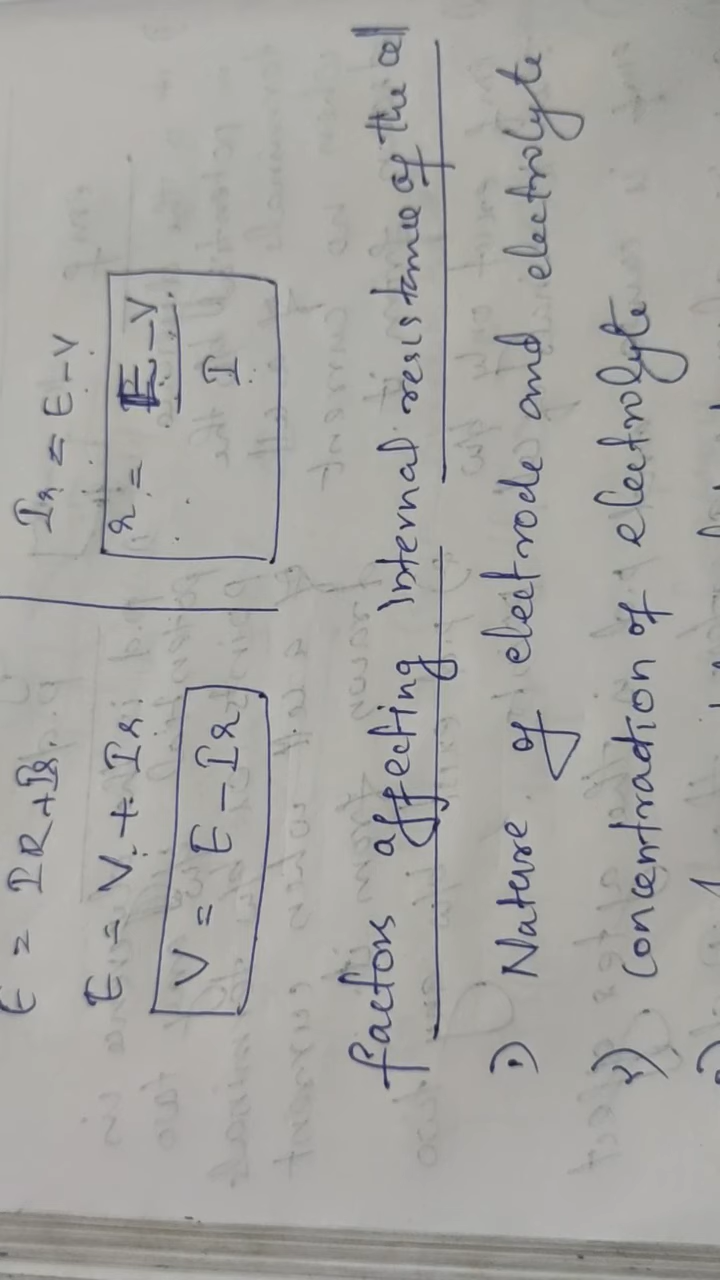 E = IR + Ir
E = V + Ir
V = E - Ir
Ir = E - V
r = E - V / I
factors affecting internal resistance of the cell
1) Nature of electrode and electrolyte
2) Concentraction of electrolyte